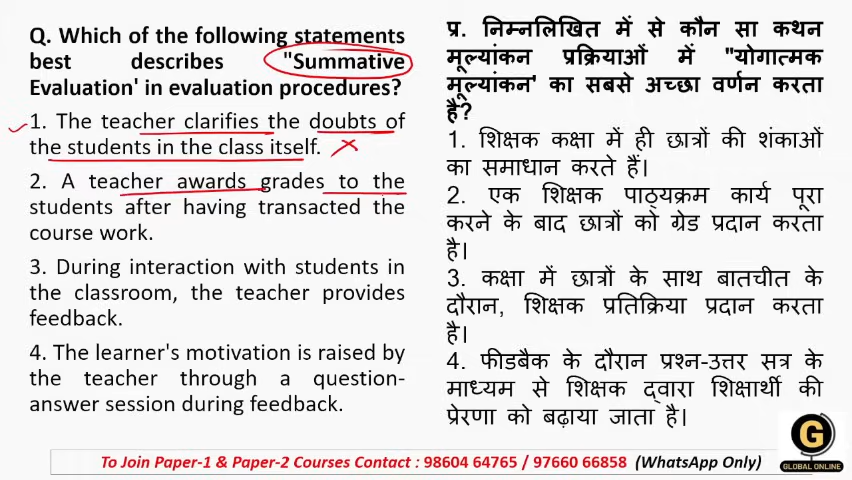 Q. Which of the following statements
best describes "Summative
Evaluation' in evaluation procedures?
1. The teacher clarifies the doubts of
the students in the class itself.
2. A teacher awards grades to the
students after having transacted the
course work.
3. During interaction with students in
the classroom, the teacher provides
feedback.
4. The learner's motivation is raised by
the teacher through a question-
answer session during feedback.
प्र. निम्नलिखित में से कौन सा कथन
मूल्यांकन प्रक्रियाओं में "योगात्मक
मूल्यांकन' का सबसे अच्छा वर्णन करता
है?
1. शिक्षक कक्षा में ही छात्रों की शंकाओं
का समाधान करते हैं।
2. एक शिक्षक पाठ्यक्रम कार्य पूरा
करने के बाद छात्रों को ग्रेड प्रदान करता
है।
3. कक्षा में छात्रों के साथ बातचीत के
दौरान, शिक्षक प्रतिक्रिया प्रदान करता
है।
4. फीडबैक के दौरान प्रश्न-उत्तर सत्र के
माध्यम से शिक्षक द्वारा शिक्षार्थी की
प्रेरणा को बढ़ाया जाता है।
G
GLOBAL ONLINE
To Join Paper-1 & Paper-2 Courses Contact : 98604 64765 / 97660 66858 (WhatsApp Only)